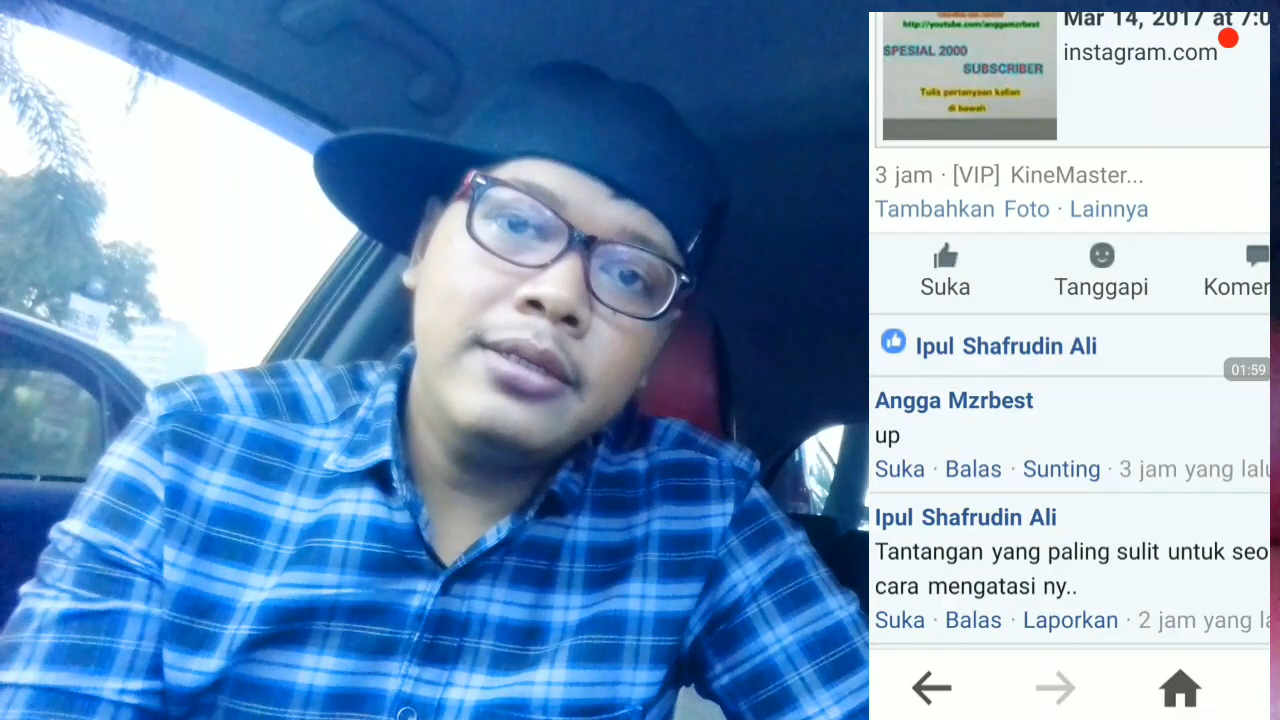 http://youtube.com/anggamzrbest
SPESIAL 2000
SUBSCRIBER
Tulis pertanyaan kalian
di bawah
Mar 14, 2017 at 7:0
instagram.com
3 jam · [VIP] KineMaster...
Tambahkan Foto · Lainnya
Suka Tanggapi Komen
Ipul Shafrudin Ali
01:59
Angga Mzrbest
up
Suka · Balas · Sunting · 3 jam yang lalu
Ipul Shafrudin Ali
Tantangan yang paling sulit untuk seo
cara mengatasi ny..
Suka · Balas · Laporkan · 2 jam yang la